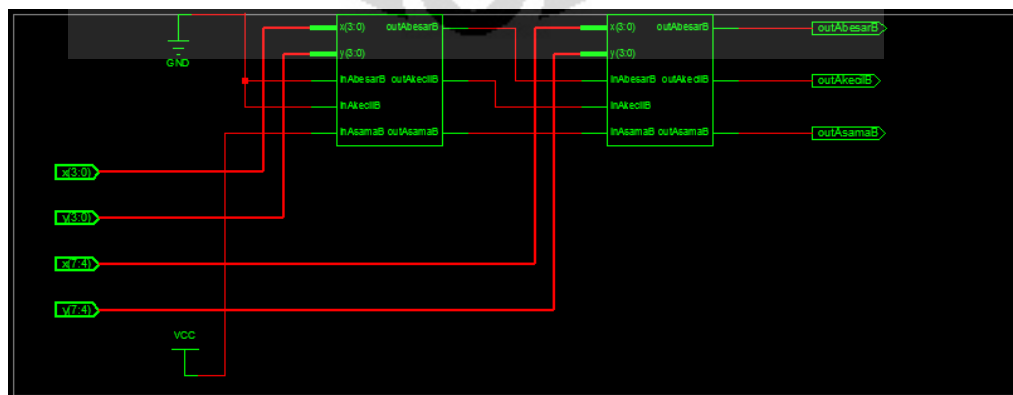 GND
x(3:0) outAbesarB
y(3:0)
InAbesarB outAkecilB
InAkecilB
InAsamaB outAsamaB
x(3:0) outAbesarB
y(3:0)
InAbesarB outAkecilB
InAkecilB
InAsamaB outAsamaB
outAbesarB
outAkecilB
outAsamaB
x(3:0)
y(3:0)
x(7:4)
y(7:4)
VCC